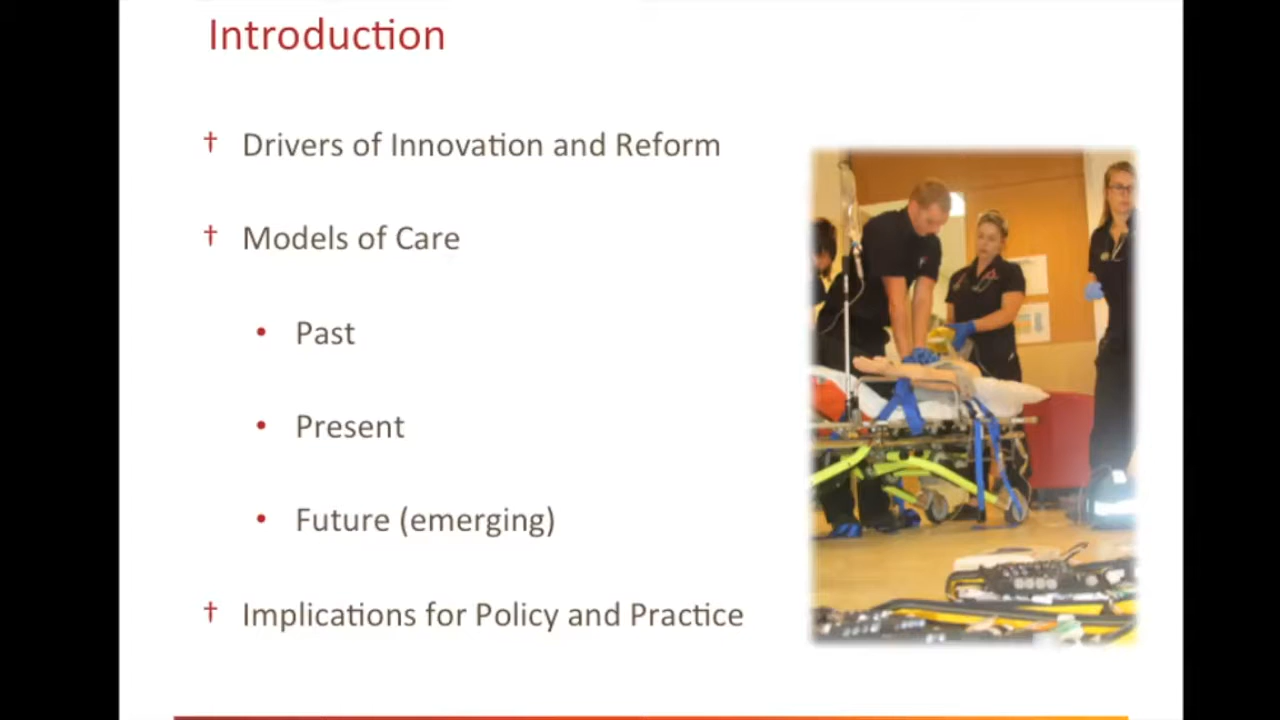 Introduction
† Drivers of Innovation and Reform
† Models of Care
• Past
• Present
• Future (emerging)
† Implications for Policy and Practice